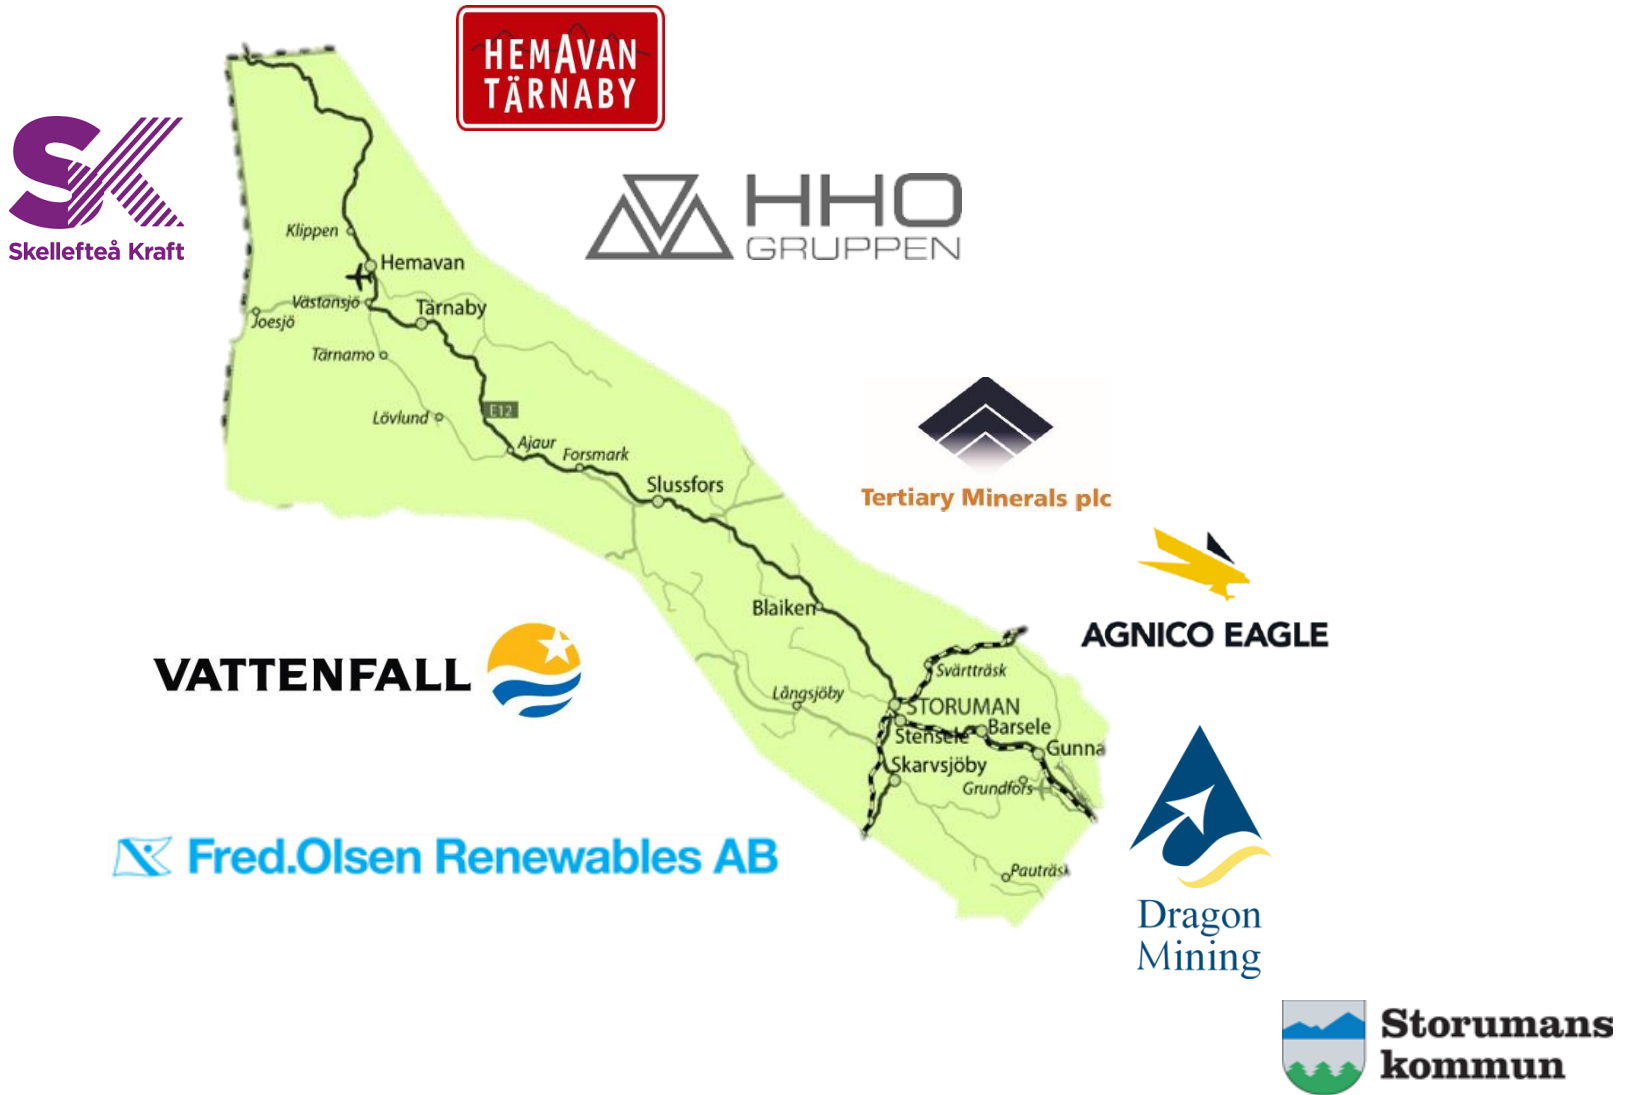 HEMAVAN
TÄRNABY
SK
Skellefteå Kraft
HHO
GRUPPEN
Klippen
Hemavan
Västansjö
Tärnaby
Joesjö
Tärnamo
E12
Lövlund
Ajaur
Forsmark
Slussfors
Tertiary Minerals plc
Blaiken
AGNICO EAGLE
VATTENFALL
Svärtträsk
Långsjöby
STORUMAN
Barsele
Stensele
Gunna
Skarvsjöby
Grundfors
Fred.Olsen Renewables AB
Pauträsk
Dragon
Mining
Storumans
kommun